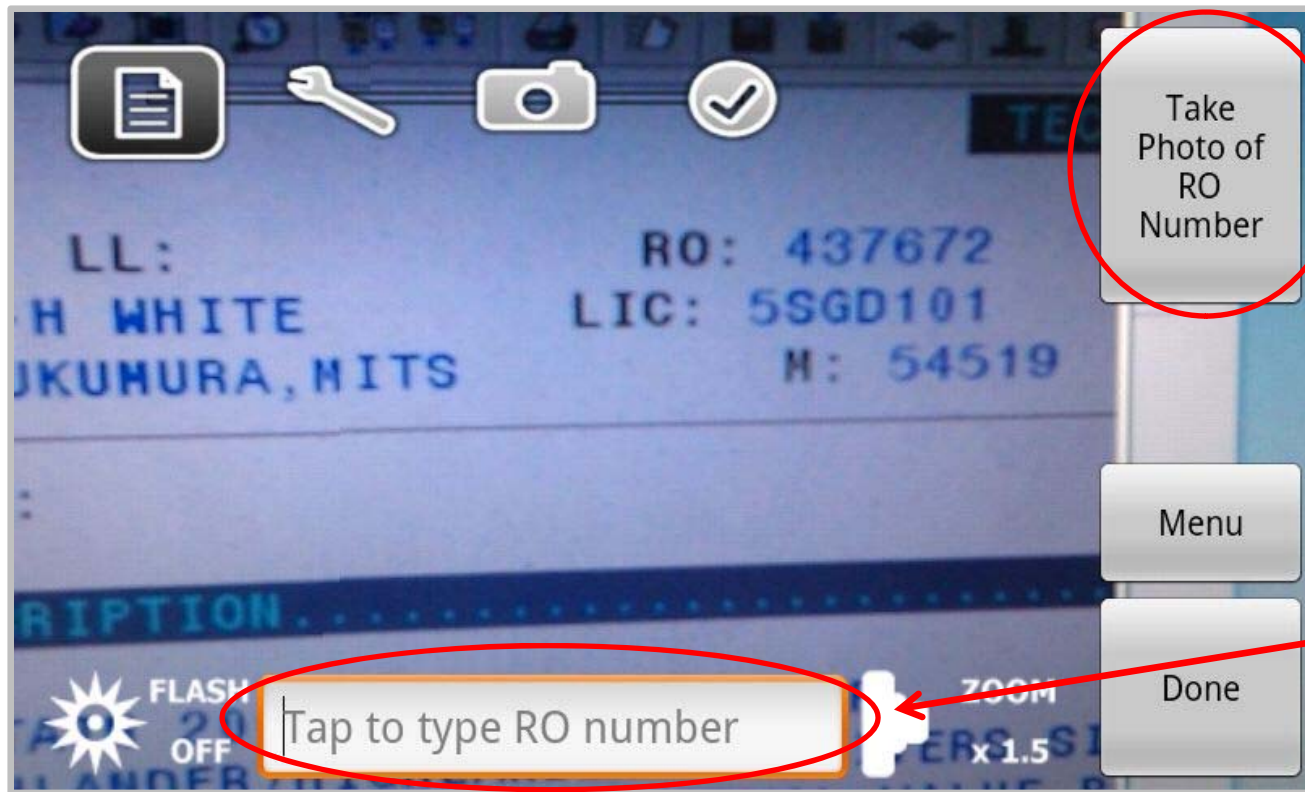 TEC
Take
Photo of
RO
Number
LL: RO: 437672
H WHITE LIC: 5SGD101
UKUMURA,MITS M: 54519
:
Menu
RIPTION
FLASH
OFF
Tap to type RO number
ZOOM
x 1.5
Done